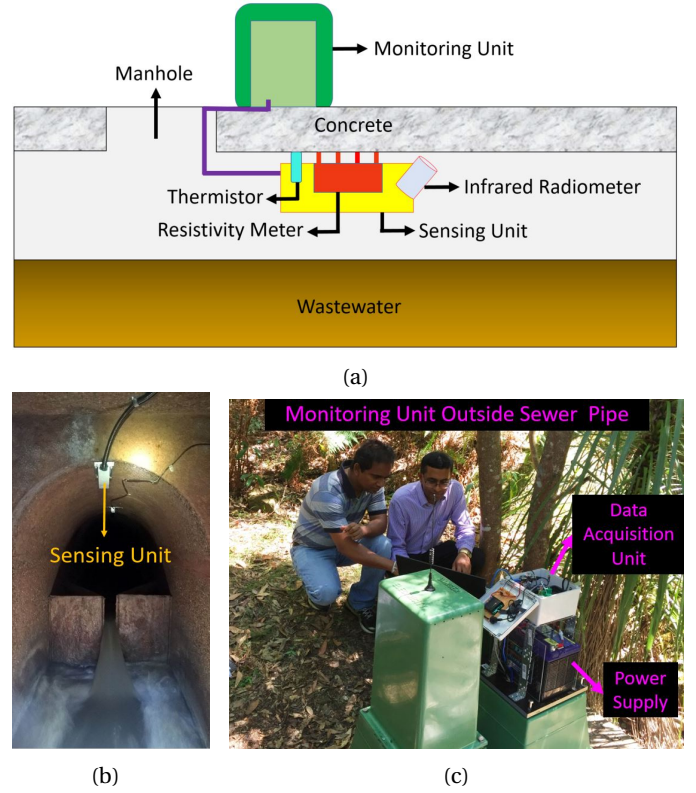 Monitoring Unit
Manhole
Concrete
Thermistor
Infrared Radiometer
Resistivity Meter
Sensing Unit
Wastewater
(a)
Sensing Unit
(b)
Monitoring Unit Outside Sewer Pipe
Data
Acquisition
Unit
Power
Supply
(c)